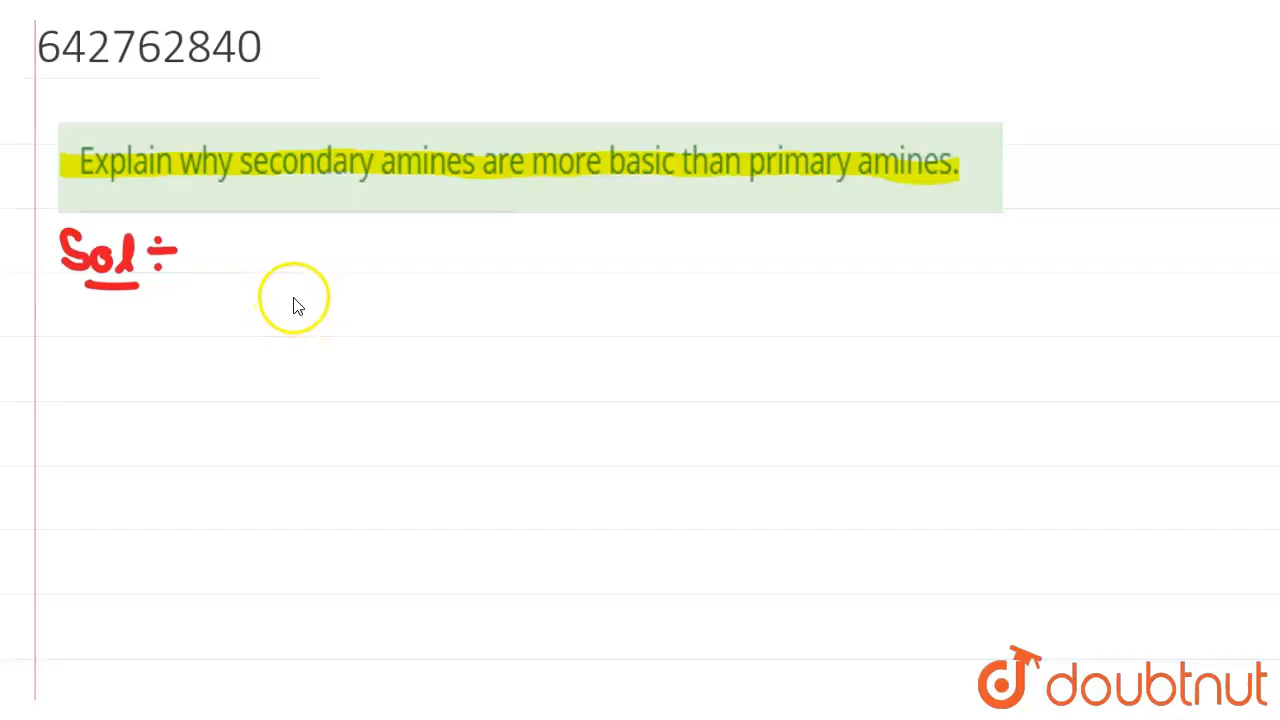 642762840
Explain why secondary amines are more basic than primary amines.
Sol ÷
doubtnut